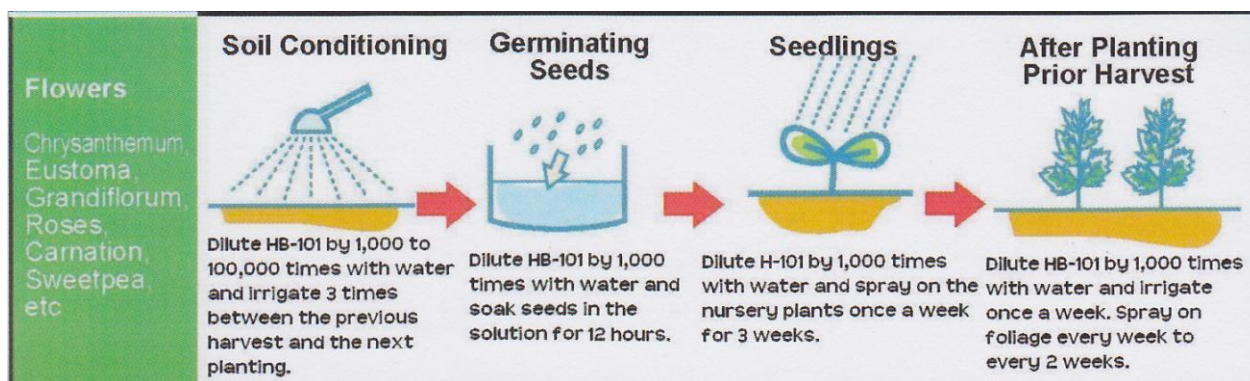 Flowers
Chrysanthemum,
Eustoma,
Grandiflorum,
Roses,
Carnation,
Sweetpea,
etc
Soil Conditioning
Dilute HB-101 by 1,000 to
100,000 times with water
and irrigate 3 times
between the previous
harvest and the next
planting.
Germinating
Seeds
Dilute HB-101 by 1,000
times with water and
soak seeds in the
solution for 12 hours.
Seedlings
Dilute H-101 by 1,000 times
with water and spray on the
nursery plants once a week
for 3 weeks.
After Planting
Prior Harvest
Dilute HB-101 by 1,000 times
with water and irrigate
once a week. Spray on
foliage every week to
every 2 weeks.